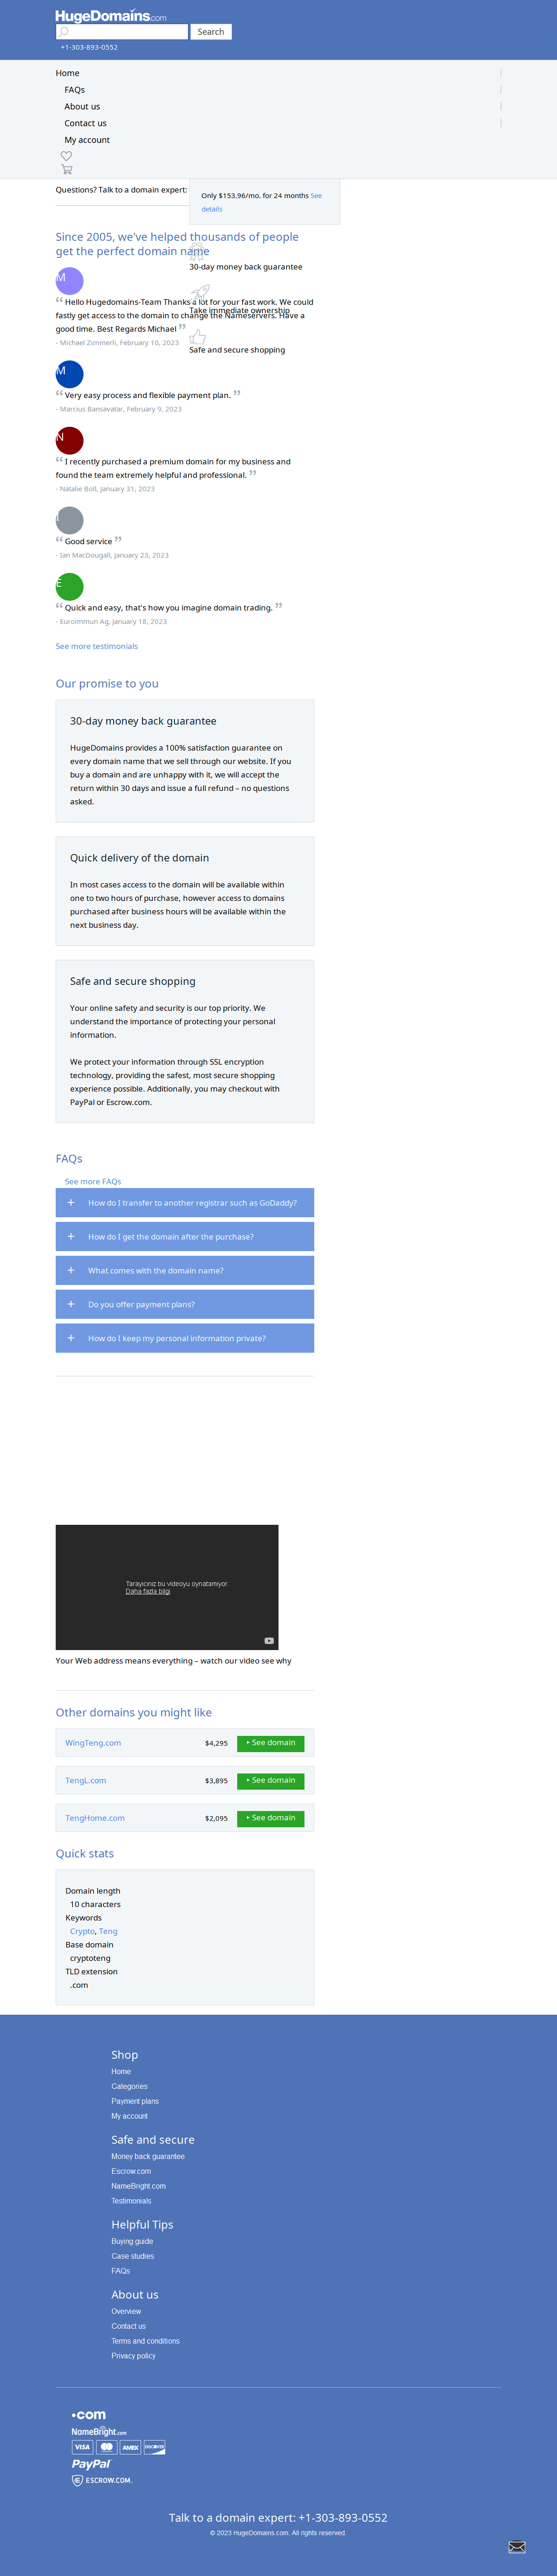 HugeDomains.com
Search
+1-303-893-0552
Home
FAQs
About us
Contact us
My account
Questions? Talk to a domain expert:
Only $153.96/mo. for 24 months See
details
Since 2005, we've helped thousands of people
get the perfect domain name
30-day money back guarantee
M
Hello Hugedomains-Team Thanks a lot for your fast work. We could
fastly get access to the domain to change the Nameservers. Have a
good time. Best Regards Michael
Take immediate ownership
- Michael Zimmerli, February 10, 2023
Safe and secure shopping
M
Very easy process and flexible payment plan.
- Marcius Bansavatar, February 9, 2023
N
I recently purchased a premium domain for my business and
found the team extremely helpful and professional.
- Natalie Boll, January 31, 2023
I
Good service
- Ian MacDougall, January 23, 2023
E
Quick and easy, that's how you imagine domain trading.
- Euroimmun Ag, January 18, 2023
See more testimonials
Our promise to you
30-day money back guarantee
HugeDomains provides a 100% satisfaction guarantee on
every domain name that we sell through our website. If you
buy a domain and are unhappy with it, we will accept the
return within 30 days and issue a full refund – no questions
asked.
Quick delivery of the domain
In most cases access to the domain will be available within
one to two hours of purchase, however access to domains
purchased after business hours will be available within the
next business day.
Safe and secure shopping
Your online safety and security is our top priority. We
understand the importance of protecting your personal
information.
We protect your information through SSL encryption
technology, providing the safest, most secure shopping
experience possible. Additionally, you may checkout with
PayPal or Escrow.com.
FAQs
See more FAQs
+ How do I transfer to another registrar such as GoDaddy?
+ How do I get the domain after the purchase?
+ What comes with the domain name?
+ Do you offer payment plans?
+ How do I keep my personal information private?
Tarayıcınız bu videoyu oynatamıyor.
Daha fazla bilgi
Your Web address means everything – watch our video see why
Other domains you might like
WingTeng.com $4,295 See domain
TengL.com $3,895 See domain
TengHome.com $2,095 See domain
Quick stats
Domain length
10 characters
Keywords
Crypto, Teng
Base domain
cryptoteng
TLD extension
.com
Shop
Home
Categories
Payment plans
My account
Safe and secure
Money back guarantee
Escrow.com
NameBright.com
Testimonials
Helpful Tips
Buying guide
Case studies
FAQs
About us
Overview
Contact us
Terms and conditions
Privacy policy
.com
NameBright.com
VISA MasterCard AMEX DISCOVER
PayPal
ESCROW.COM.
Talk to a domain expert: +1-303-893-0552
© 2023 HugeDomains.com. All rights reserved.